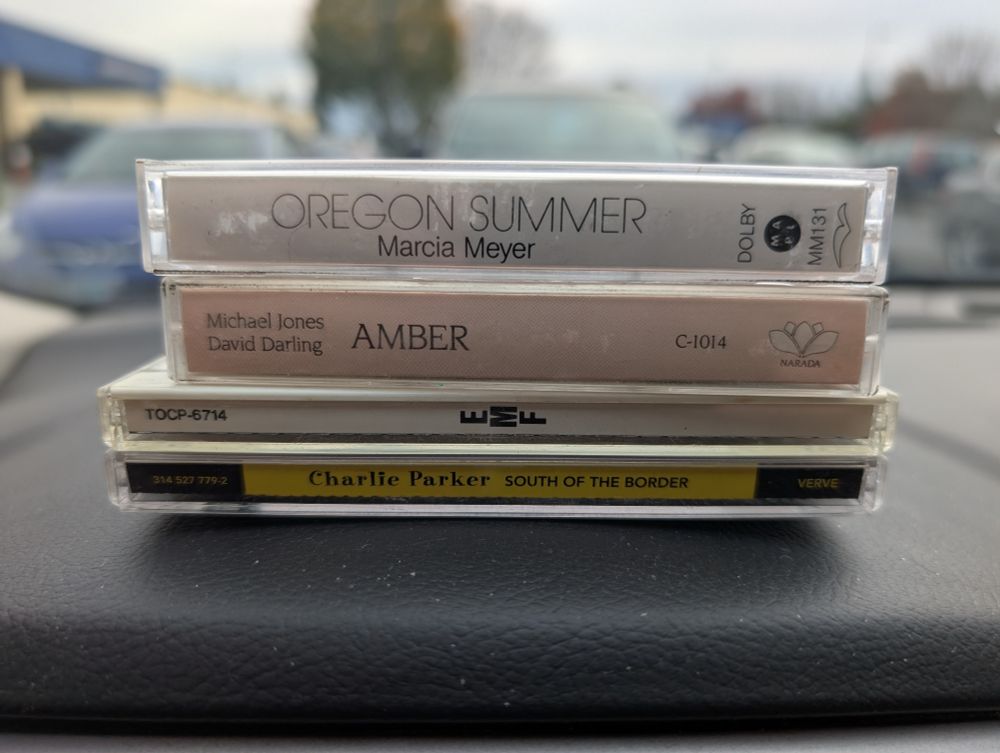 OREGON SUMMER
Marcia Meyer
DOLBY
MM131
Michael Jones
David Darling
AMBER
C-1014
NARADA
TOCP-6714
EMF
314 527 779-2
Charlie Parker SOUTH OF THE BORDER
VERVE